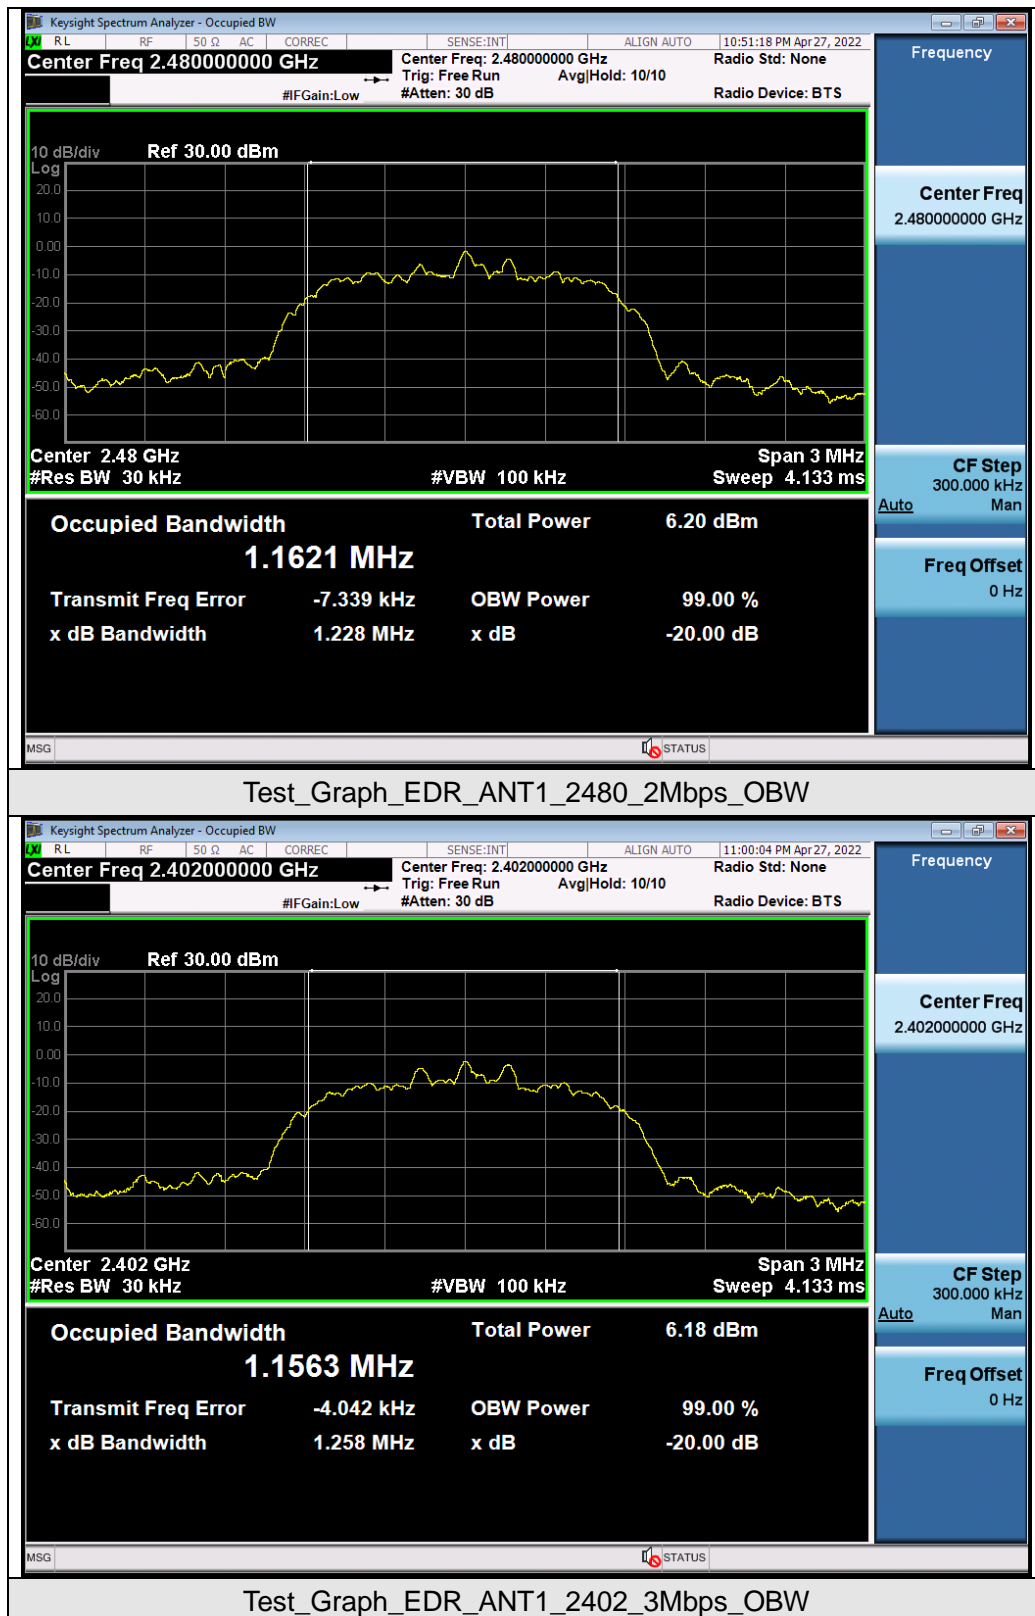 Keysight Spectrum Analyzer - Occupied BW
LXI RL RF 50 Ω AC CORREC SENSE:INT ALIGN AUTO 10:51:18 PM Apr 27, 2022
Center Freq 2.480000000 GHz Center Freq: 2.480000000 GHz Radio Std: None
Trig: Free Run Avg|Hold: 10/10
#IFGain:Low #Atten: 30 dB Radio Device: BTS
Frequency
10 dB/div Ref 30.00 dBm
Log
20.0
10.0
0.00
-10.0
-20.0
-30.0
-40.0
-50.0
-60.0
Center 2.48 GHz Span 3 MHz
#Res BW 30 kHz #VBW 100 kHz Sweep 4.133 ms
Center Freq
2.480000000 GHz
CF Step
300.000 kHz
Auto Man
Freq Offset
0 Hz
Occupied Bandwidth Total Power 6.20 dBm
1.1621 MHz
Transmit Freq Error -7.339 kHz OBW Power 99.00 %
x dB Bandwidth 1.228 MHz x dB -20.00 dB
MSG STATUS
Test_Graph_EDR_ANT1_2480_2Mbps_OBW
Keysight Spectrum Analyzer - Occupied BW
LXI RL RF 50 Ω AC CORREC SENSE:INT ALIGN AUTO 11:00:04 PM Apr 27, 2022
Center Freq 2.402000000 GHz Center Freq: 2.402000000 GHz Radio Std: None
Trig: Free Run Avg|Hold: 10/10
#IFGain:Low #Atten: 30 dB Radio Device: BTS
Frequency
10 dB/div Ref 30.00 dBm
Log
20.0
10.0
0.00
-10.0
-20.0
-30.0
-40.0
-50.0
-60.0
Center 2.402 GHz Span 3 MHz
#Res BW 30 kHz #VBW 100 kHz Sweep 4.133 ms
Center Freq
2.402000000 GHz
CF Step
300.000 kHz
Auto Man
Freq Offset
0 Hz
Occupied Bandwidth Total Power 6.18 dBm
1.1563 MHz
Transmit Freq Error -4.042 kHz OBW Power 99.00 %
x dB Bandwidth 1.258 MHz x dB -20.00 dB
MSG STATUS
Test_Graph_EDR_ANT1_2402_3Mbps_OBW